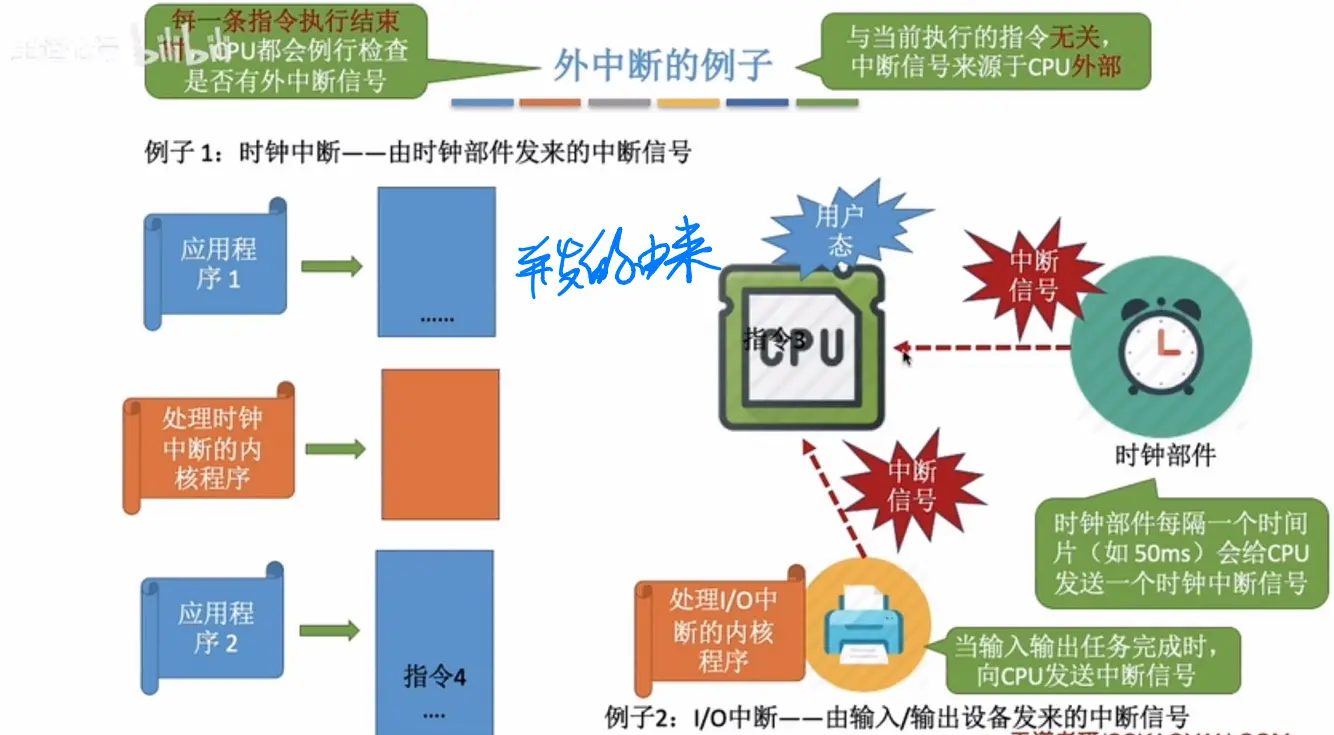 每一条指令执行结束
时，CPU都会例行检查
是否有外中断信号
bilibili
外中断的例子
与当前执行的指令无关，
中断信号来源于CPU外部
例子 1：时钟中断——由时钟部件发来的中断信号
应用程
序 1
......
并发的由来
用户
态
指令3
CPU
中断
信号
时钟部件
处理时钟
中断的内
核程序
中断
信号
时钟部件每隔一个时间
片（如 50ms）会给CPU
发送一个时钟中断信号
应用程
序 2
指令4
....
处理I/O中
断的内核
程序
当输入输出任务完成时，
向CPU发送中断信号
例子2：I/O中断——由输入/输出设备发来的中断信号